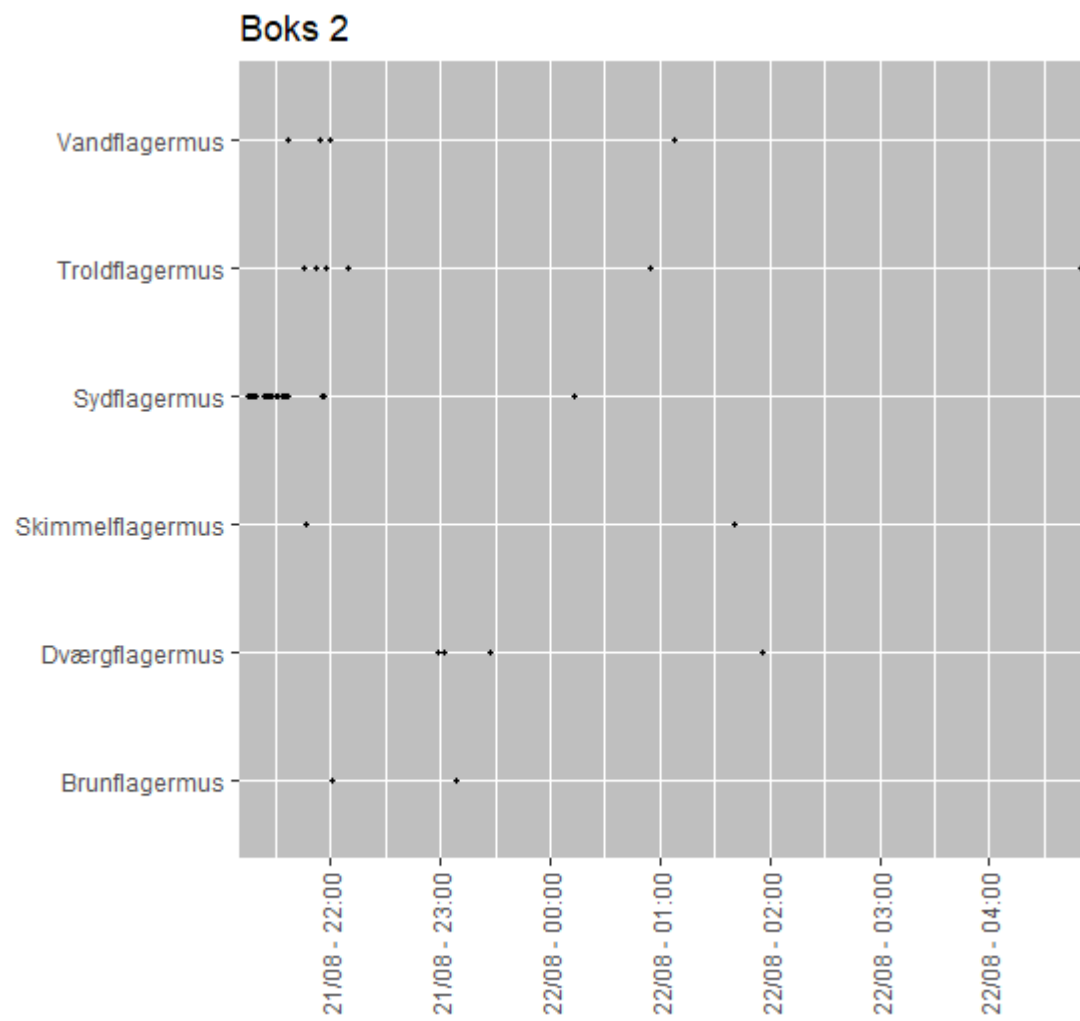 Boks 2
Vandflagermus
Troldflagermus
Sydflagermus
Skimmelflagermus
Dværgflagermus
Brunflagermus
21/08 - 22:00
21/08 - 23:00
22/08 - 00:00
22/08 - 01:00
22/08 - 02:00
22/08 - 03:00
22/08 - 04:00